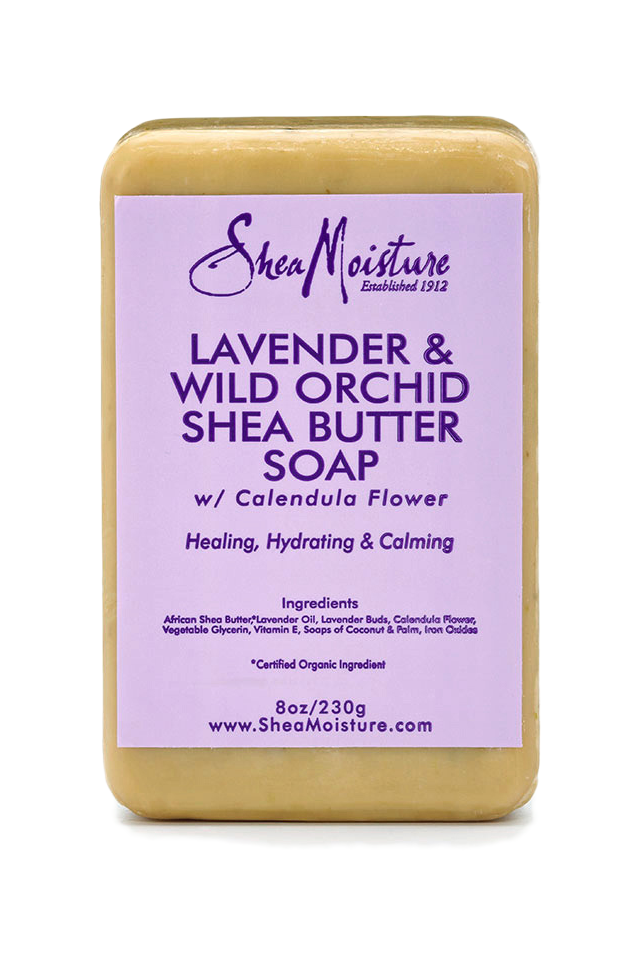 SheaMoisture
Established 1912
LAVENDER &
WILD ORCHID
SHEA BUTTER
SOAP
w/ Calendula Flower
Healing, Hydrating & Calming
Ingredients
African Shea Butter,*Lavender Oil, Lavender Buds, Calendula Flower,
Vegetable Glycerin, Vitamin E, Soaps of Coconut & Palm, Iron Oxides
*Certified Organic Ingredient
8oz/230g
www.SheaMoisture.com